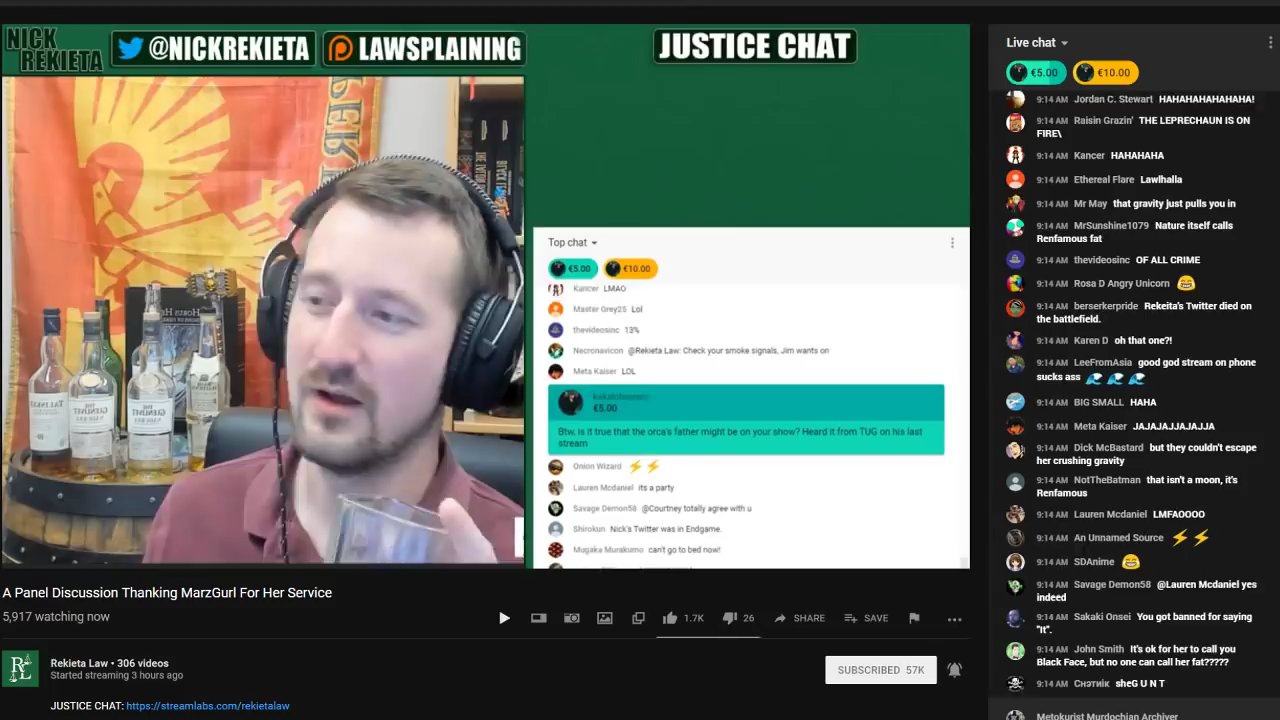 NICK
REKIETA
@NICKREKIETA
LAWSPLAINING
JUSTICE CHAT
Top chat
€5.00
€10.00
Kancer LMAO
Master Grey25 Lol
thevideosinc 13%
Necronavicon @Rekieta Law: Check your smoke signals, Jim wants on
Meta Kaiser LOL
€5.00
Btw, is it true that the orca's father might be on your show? Heard it from TUG on his last
stream
Onion Wizard ⚡⚡
Lauren Mcdaniel its a party
Savage Demon58 @Courtney totally agree with u
Shirokun Nick's Twitter was in Endgame.
Mugaka Murakumo can't go to bed now!
A Panel Discussion Thanking MarzGurl For Her Service
5,917 watching now
1.7K
26
SHARE
SAVE
Rekieta Law • 306 videos
Started streaming 3 hours ago
SUBSCRIBED 57K
JUSTICE CHAT: https://streamlabs.com/rekietalaw
Live chat
€5.00
€10.00
9:14 AM Jordan C. Stewart HAHAHAHAHAHAHA!
9:14 AM Raisin Grazin' THE LEPRECHAUN IS ON
FIRE\
9:14 AM Kancer HAHAHAHA
9:14 AM Ethereal Flare Lawlhalla
9:14 AM Mr May that gravity just pulls you in
9:14 AM MrSunshine1079 Nature itself calls
Renfamous fat
9:14 AM thevideosinc OF ALL CRIME
9:14 AM Rosa D Angry Unicorn 😂
9:14 AM berserkerpride Rekeita's Twitter died on
the battlefield.
9:14 AM Karen D oh that one?!
9:14 AM LeeFromAsia good god stream on phone
sucks ass 🌊🌊🌊
9:14 AM BIG SMALL HAHA
9:14 AM Meta Kaiser JAJAJAJJAJAJJA
9:14 AM Dick McBastard but they couldn't escape
her crushing gravity
9:14 AM NotTheBatman that isn't a moon, it's
Renfamous
9:14 AM Lauren Mcdaniel LMFAOOOO
9:14 AM An Unnamed Source ⚡⚡
9:14 AM SDAnime 😂
9:14 AM Savage Demon58 @Lauren Mcdaniel yes
indeed
9:14 AM Sakaki Onsei You got banned for saying
"it".
9:14 AM John Smith It's ok for her to call you
Black Face, but no one can call her fat?????
9:14 AM Снэтчik sheG U N T
Metokurist Murdochian Archiver